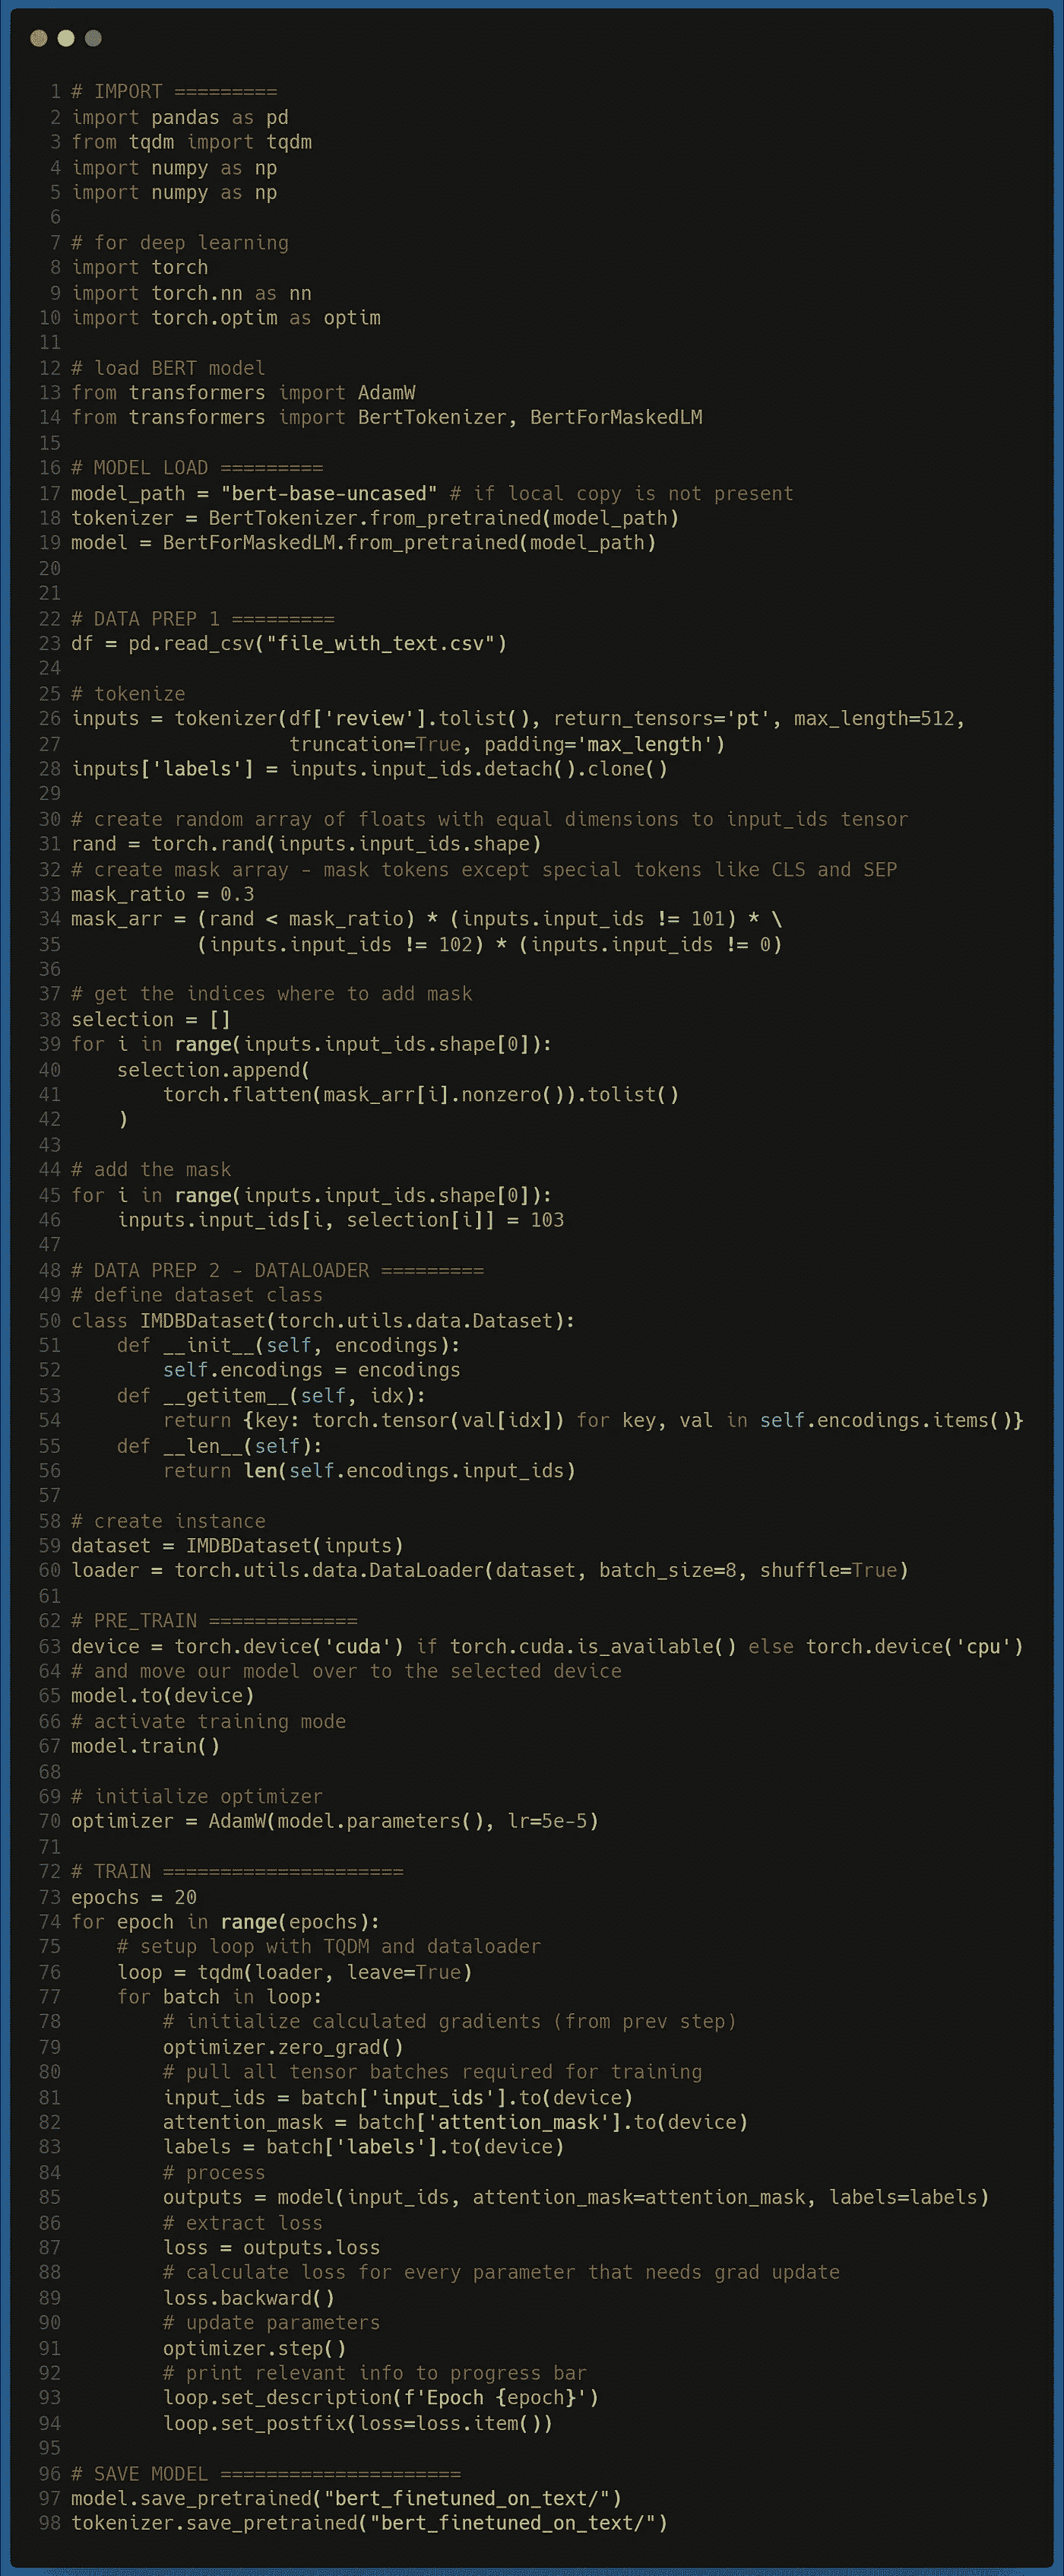 1 # IMPORT =========
2 import pandas as pd
3 from tqdm import tqdm
4 import numpy as np
5 import numpy as np
6
7 # for deep learning
8 import torch
9 import torch.nn as nn
10 import torch.optim as optim
11
12 # load BERT model
13 from transformers import AdamW
14 from transformers import BertTokenizer, BertForMaskedLM
15
16 # MODEL LOAD =========
17 model_path = "bert-base-uncased" # if local copy is not present
18 tokenizer = BertTokenizer.from_pretrained(model_path)
19 model = BertForMaskedLM.from_pretrained(model_path)
20
21
22 # DATA PREP 1 =========
23 df = pd.read_csv("file_with_text.csv")
24
25 # tokenize
26 inputs = tokenizer(df['review'].tolist(), return_tensors='pt', max_length=512,
27                    truncation=True, padding='max_length')
28 inputs['labels'] = inputs.input_ids.detach().clone()
29
30 # create random array of floats with equal dimensions to input_ids tensor
31 rand = torch.rand(inputs.input_ids.shape)
32 # create mask array - mask tokens except special tokens like CLS and SEP
33 mask_ratio = 0.3
34 mask_arr = (rand < mask_ratio) * (inputs.input_ids != 101) * \
35            (inputs.input_ids != 102) * (inputs.input_ids != 0)
36
37 # get the indices where to add mask
38 selection = []
39 for i in range(inputs.input_ids.shape[0]):
40     selection.append(
41         torch.flatten(mask_arr[i].nonzero()).tolist()
42     )
43
44 # add the mask
45 for i in range(inputs.input_ids.shape[0]):
46     inputs.input_ids[i, selection[i]] = 103
47
48 # DATA PREP 2 - DATALOADER =========
49 # define dataset class
50 class IMDBDataset(torch.utils.data.Dataset):
51     def __init__(self, encodings):
52         self.encodings = encodings
53     def __getitem__(self, idx):
54         return {key: torch.tensor(val[idx]) for key, val in self.encodings.items()}
55     def __len__(self):
56         return len(self.encodings.input_ids)
57
58 # create instance
59 dataset = IMDBDataset(inputs)
60 loader = torch.utils.data.DataLoader(dataset, batch_size=8, shuffle=True)
61
62 # PRE_TRAIN =============
63 device = torch.device('cuda') if torch.cuda.is_available() else torch.device('cpu')
64 # and move our model over to the selected device
65 model.to(device)
66 # activate training mode
67 model.train()
68
69 # initialize optimizer
70 optimizer = AdamW(model.parameters(), lr=5e-5)
71
72 # TRAIN =====================
73 epochs = 20
74 for epoch in range(epochs):
75     # setup loop with TQDM and dataloader
76     loop = tqdm(loader, leave=True)
77     for batch in loop:
78         # initialize calculated gradients (from prev step)
79         optimizer.zero_grad()
80         # pull all tensor batches required for training
81         input_ids = batch['input_ids'].to(device)
82         attention_mask = batch['attention_mask'].to(device)
83         labels = batch['labels'].to(device)
84         # process
85         outputs = model(input_ids, attention_mask=attention_mask, labels=labels)
86         # extract loss
87         loss = outputs.loss
88         # calculate loss for every parameter that needs grad update
89         loss.backward()
90         # update parameters
91         optimizer.step()
92         # print relevant info to progress bar
93         loop.set_description(f'Epoch {epoch}')
94         loop.set_postfix(loss=loss.item())
95
96 # SAVE MODEL =====================
97 model.save_pretrained("bert_finetuned_on_text/")
98 tokenizer.save_pretrained("bert_finetuned_on_text/")